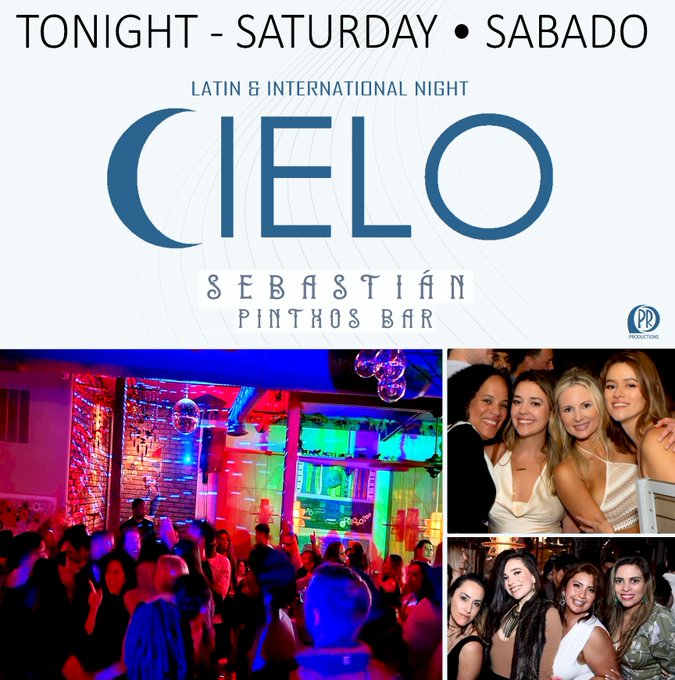 TONIGHT - SATURDAY • SABADO
LATIN & INTERNATIONAL NIGHT
CIELO
SEBASTIÁN
PINTXOS BAR
PR
PRODUCTIONS